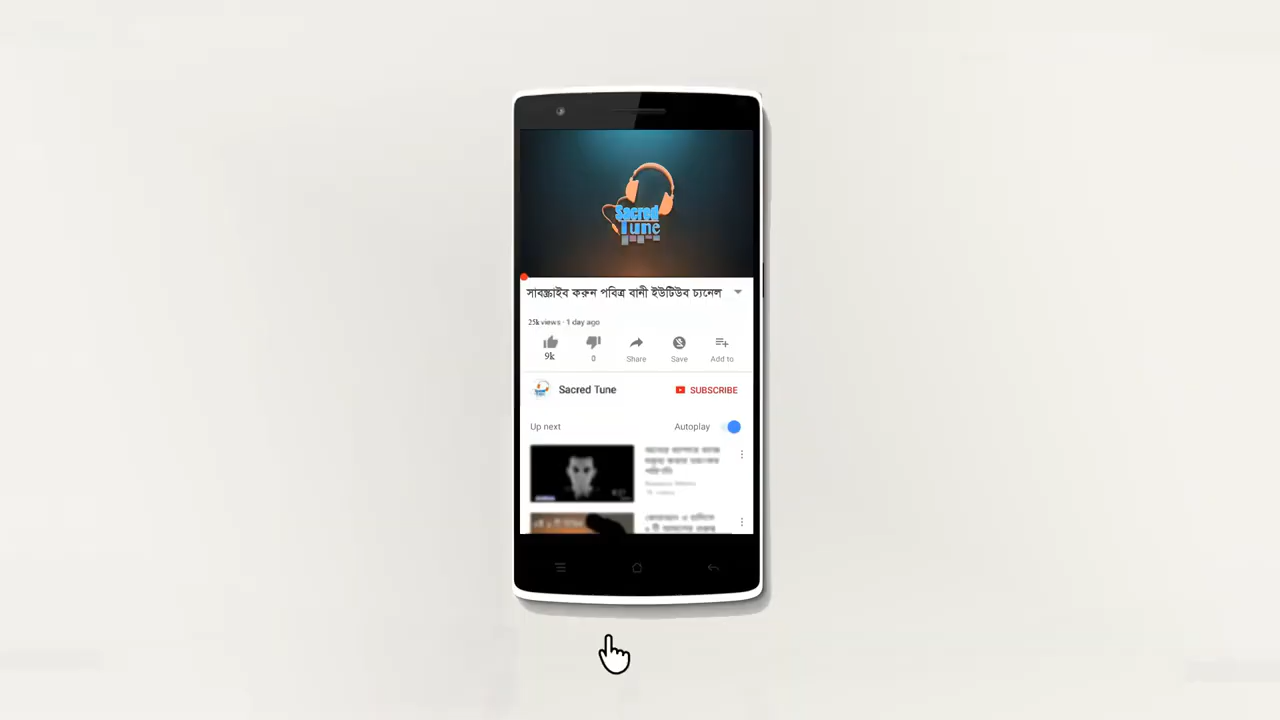 Sacred
Tune
সাবস্ক্রাইব করুন পবিত্র বানী ইউটিউব চ্যনেল
25k views · 1 day ago
9k
0
Share
Save
Add to
Sacred Tune
SUBSCRIBE
Up next
Autoplay